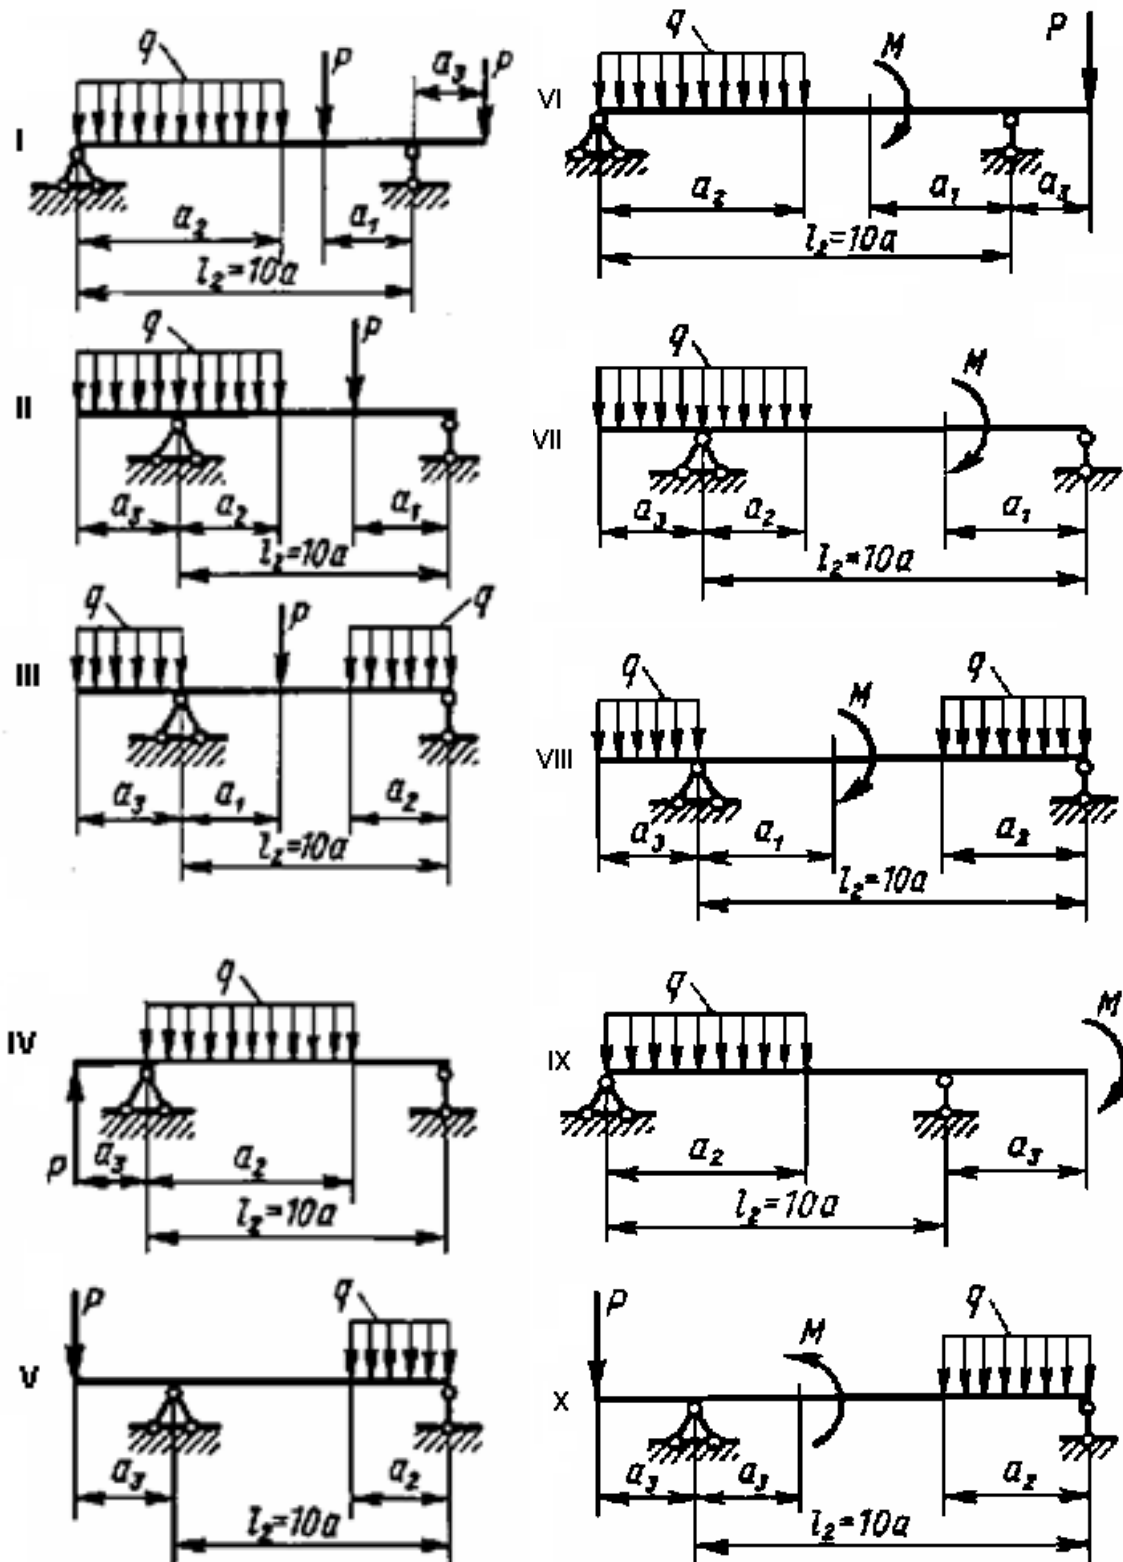 I
q
P
a₃
P
a₂
a₁
l₂=10a
II
q
P
a₃
a₂
a₁
l₂=10a
III
q
P
q
a₃
a₁
a₂
l₂=10a
IV
q
P
a₃
a₂
l₂=10a
V
P
q
a₃
a₂
l₂=10a
VI
q
M
P
a₂
a₁
a₃
l₂=10a
VII
q
M
a₃
a₂
a₁
l₂=10a
VIII
q
M
q
a₃
a₁
a₂
l₂=10a
IX
q
M
a₂
a₃
l₂=10a
X
P
M
q
a₃
a₃
a₂
l₂=10a